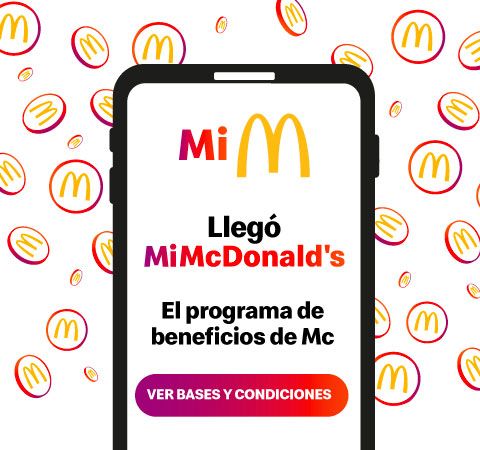 Mi M
Llegó
MiMcDonald's
El programa de
beneficios de Mc
VER BASES Y CONDICIONES